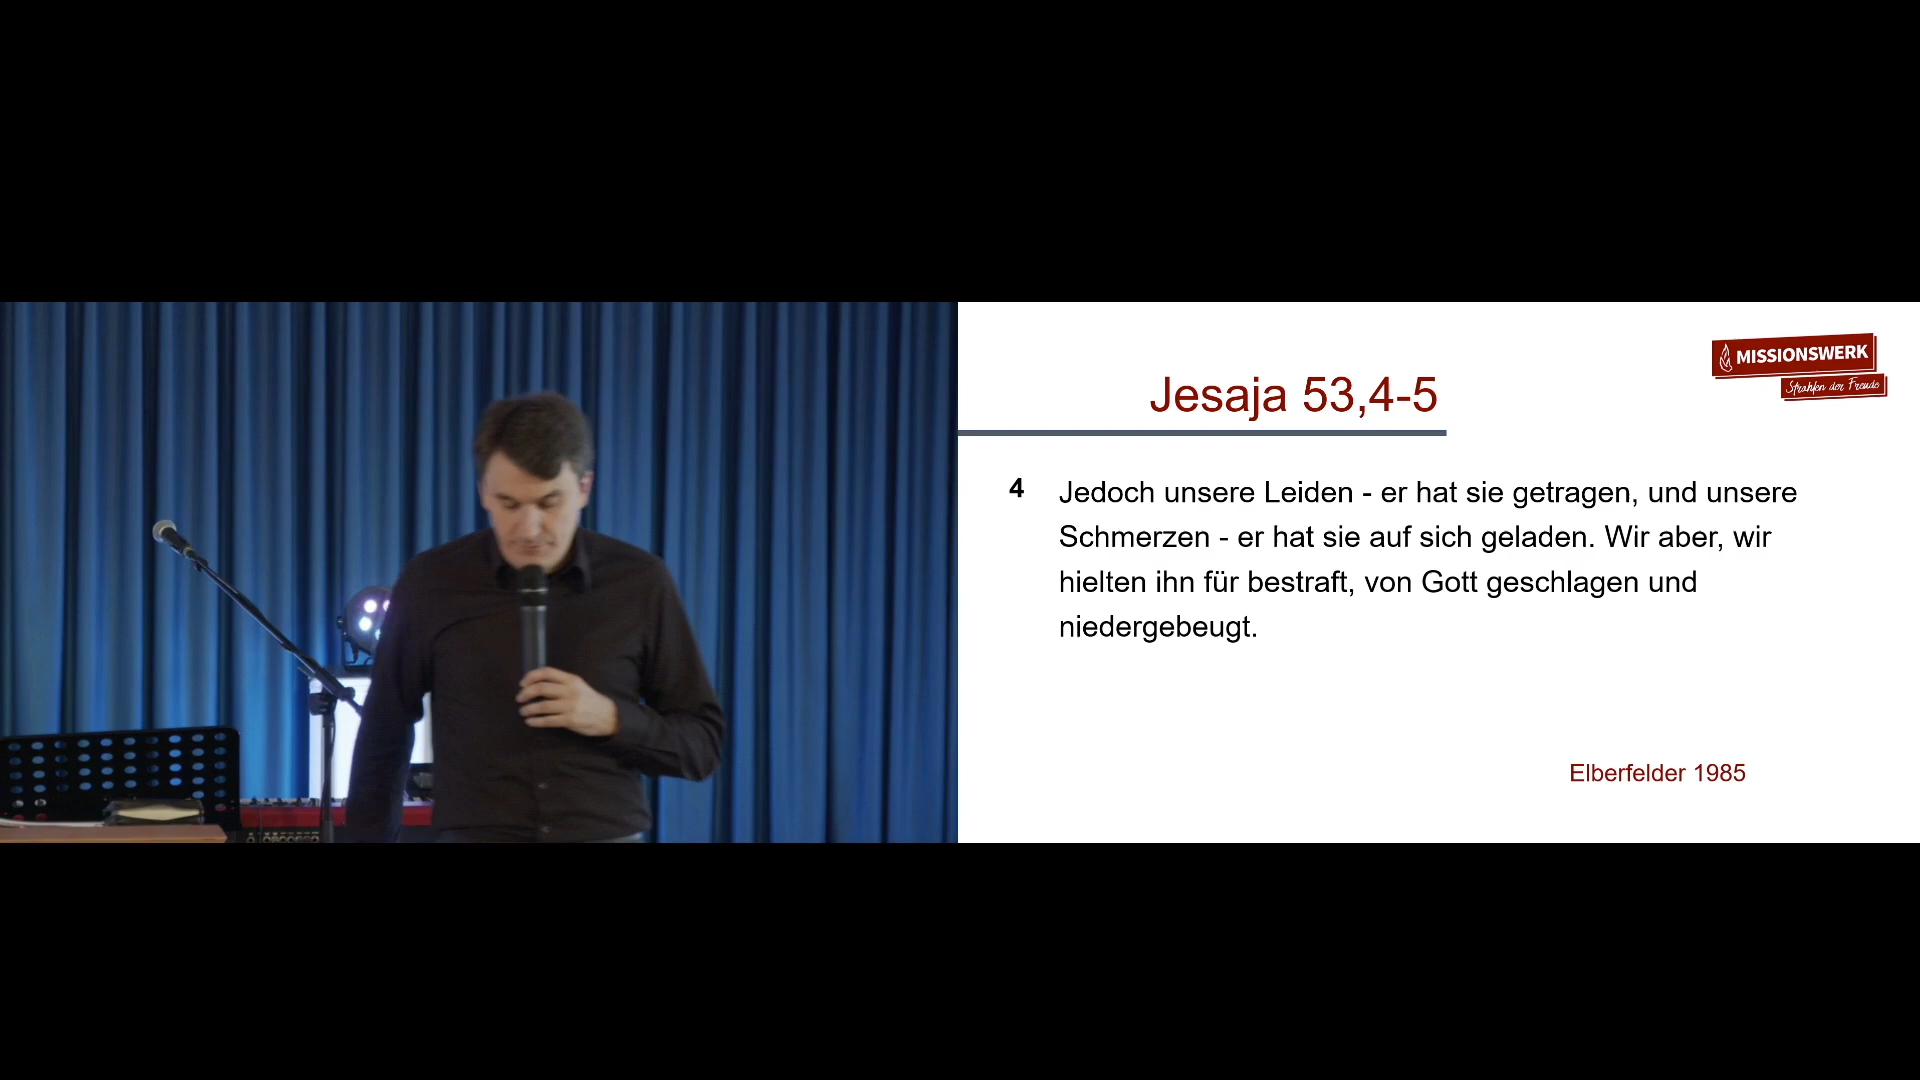 MISSIONSWERK
Strahlen der Freude
Jesaja 53,4-5
4 Jedoch unsere Leiden - er hat sie getragen, und unsere
Schmerzen - er hat sie auf sich geladen. Wir aber, wir
hielten ihn für bestraft, von Gott geschlagen und
niedergebeugt.
Elberfelder 1985